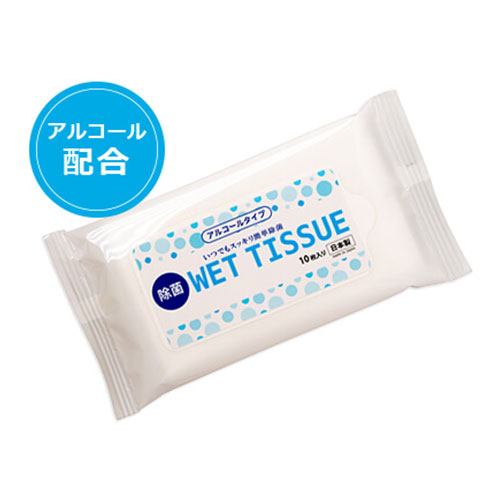 アルコール
配合
アルコールタイプ
いつでもスッキリ簡単除菌
除菌 WET TISSUE
10枚入り 日本製